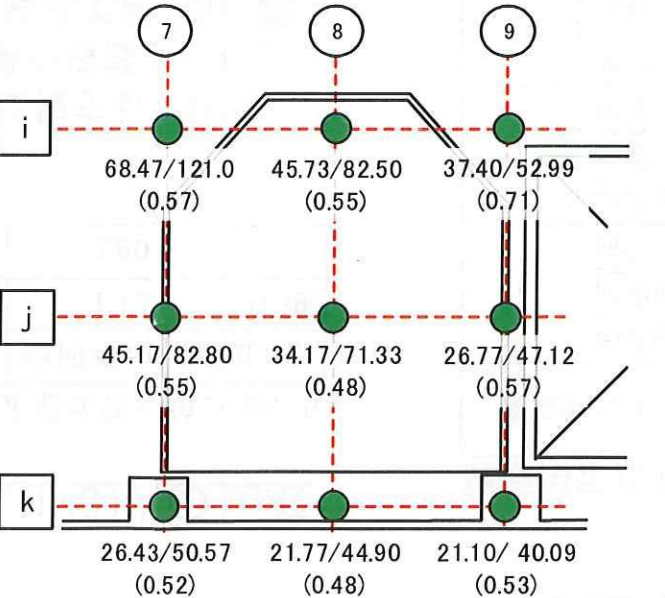 7 8 9
i
68.47/121.0 45.73/82.50 37.40/52.99
(0.57) (0.55) (0.71)
j
45.17/82.80 34.17/71.33 26.77/47.12
(0.55) (0.48) (0.57)
k
26.43/50.57 21.77/44.90 21.10/ 40.09
(0.52) (0.48) (0.53)